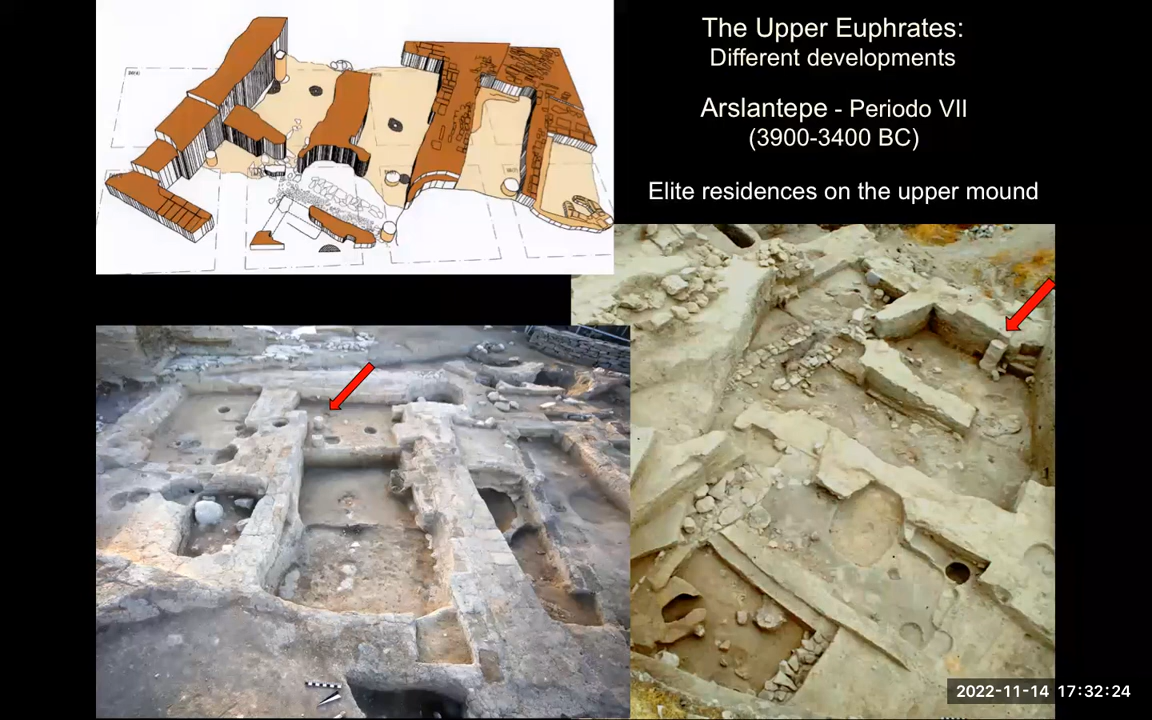 The Upper Euphrates:
Different developments
Arslantepe - Periodo VII
(3900-3400 BC)
Elite residences on the upper mound
2022-11-14 17:32:24